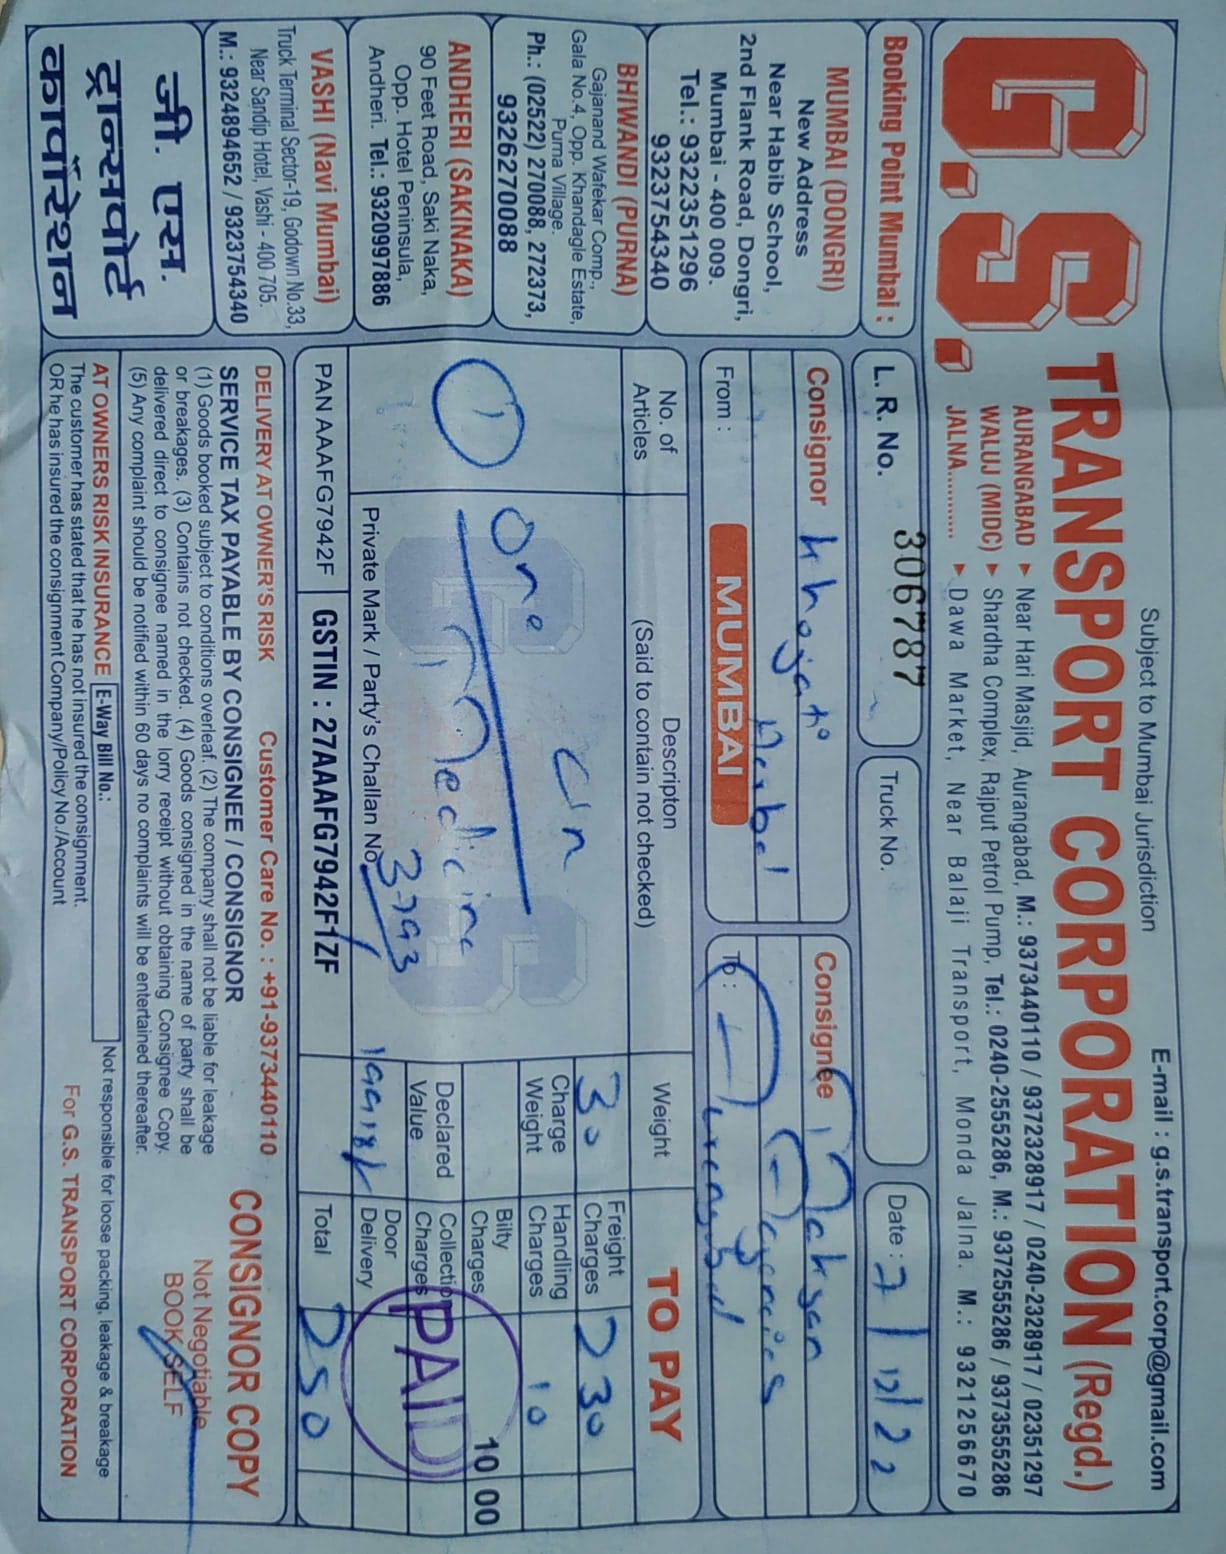 Subject to Mumbai Jurisdiction
E-mail : g.s.transport.corp@gmail.com
G.S. TRANSPORT CORPORATION (Regd.)
AURANGABAD ► Near Hari Masjid, Aurangabad, M.: 9373440110 / 9372328917 / 0240-2328917 / 02351297
WALUJ (MIDC) ► Shardha Complex, Rajput Petrol Pump, Tel.: 0240-2555286, M.: 9372555286 / 9373555286
JALNA........... ► Dawa Market, Near Balaji Transport, Monda Jalna. M.: 9321256670
Booking Point Mumbai :
MUMBAI (DONGRI)
New Address
Near Habib School,
2nd Flank Road, Dongri,
Mumbai - 400 009.
Tel.: 9322351296
9323754340
BHIWANDI (PURNA)
Gajanand Wafekar Comp.,
Gala No.4, Opp. Khandagle Estate,
Purna Village.
Ph.: (02522) 270088, 272373,
9326270088
ANDHERI (SAKINAKA)
90 Feet Road, Saki Naka,
Opp. Hotel Peninsula,
Andheri. Tel.: 9320997886
VASHI (Navi Mumbai)
Truck Terminal Sector-19, Godown No.33,
Near Sandip Hotel, Vashi - 400 705.
M.: 9324894652 / 9323754340
जी. एस.
ट्रान्सपोर्ट
कार्पोरेशन
L. R. No. 306787
Truck No.
Date : 7/12/22
Consignor Khojati
Herbal
From : MUMBAI
Consignee Maksan
Agencies
To : Aurangabad
No. of Articles
Descripton
(Said to contain not checked)
Weight
TO PAY
1
One Cln
Medicine
3793
Private Mark / Party's Challan No.
30
Charge Weight
Declared Value
Freight Charges 230
Handling Charges 10
Bilty Charges 10 00
Collection Charges
Door Delivery
PAID
Total 250
PAN AAAFG7942F
GSTIN : 27AAAFG7942F1ZF
DELIVERY AT OWNER'S RISK
Customer Care No. : +91-9373440110
SERVICE TAX PAYABLE BY CONSIGNEE / CONSIGNOR
(1) Goods booked subject to conditions overleaf. (2) The company shall not be liable for leakage
or breakages. (3) Contains not checked. (4) Goods consigned in the name of party shall be
delivered direct to consignee named in the lorry receipt without obtaining Consignee Copy.
(5) Any complaint should be notified within 60 days no complaints will be entertained thereafter.
CONSIGNOR COPY
Not Negotiable
BOOK SELF
AT OWNERS RISK INSURANCE
E-Way Bill No.:
Not responsible for loose packing, leakage & breakage
The customer has stated that he has not insured the consignment.
OR he has insured the consignment Company/Policy No./Account
For G.S. TRANSPORT CORPORATION